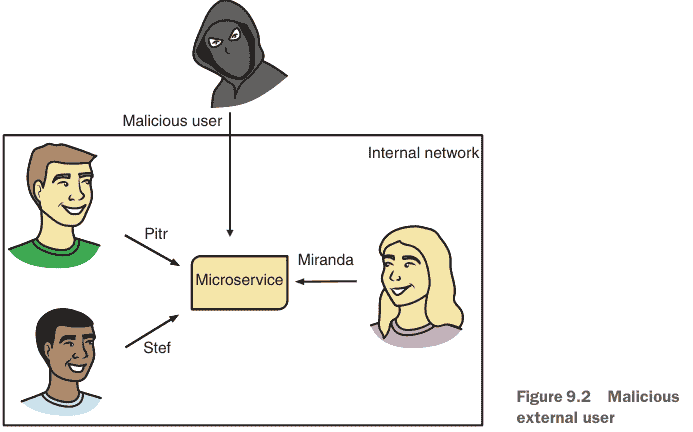 Malicious user
Internal network
Pitr
Microservice
Miranda
Stef
Figure 9.2 Malicious
external user